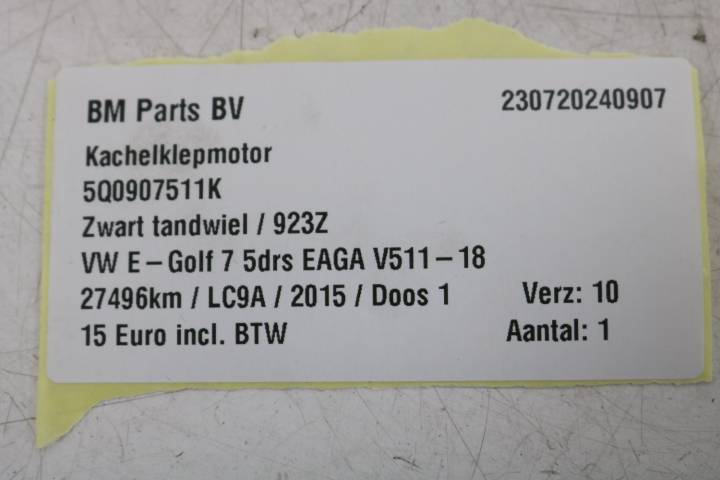 BM Parts BV 230720240907
Kachelklepmotor
5Q0907511K
Zwart tandwiel / 923Z
VW E-Golf 7 5drs EAGA V511-18
27496km / LC9A / 2015 / Doos 1 Verz: 10
15 Euro incl. BTW Aantal: 1